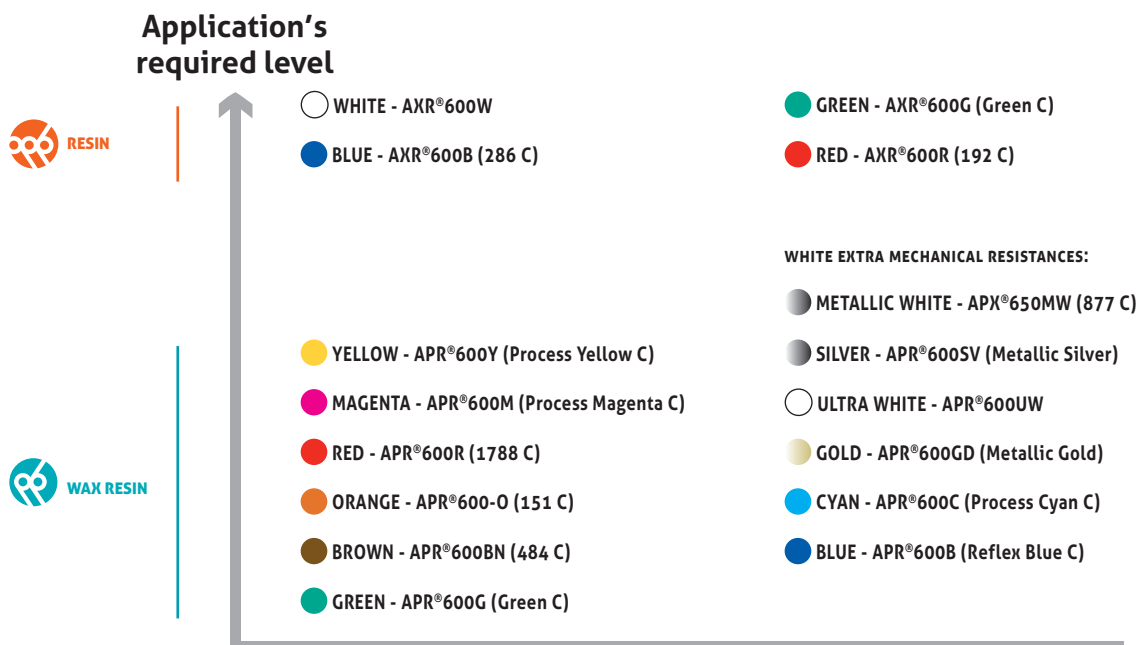 Application's
required level
RESIN
WHITE - AXR®600W
BLUE - AXR®600B (286 C)
GREEN - AXR®600G (Green C)
RED - AXR®600R (192 C)
WHITE EXTRA MECHANICAL RESISTANCES:
METALLIC WHITE - APX®650MW (877 C)
WAX RESIN
YELLOW - APR®600Y (Process Yellow C)
MAGENTA - APR®600M (Process Magenta C)
RED - APR®600R (1788 C)
ORANGE - APR®600-O (151 C)
BROWN - APR®600BN (484 C)
GREEN - APR®600G (Green C)
SILVER - APR®600SV (Metallic Silver)
ULTRA WHITE - APR®600UW
GOLD - APR®600GD (Metallic Gold)
CYAN - APR®600C (Process Cyan C)
BLUE - APR®600B (Reflex Blue C)